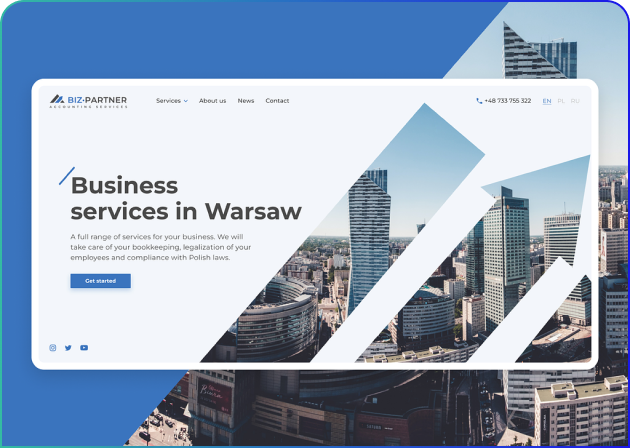 BIZ-PARTNER
ACCOUNTING SERVICES
Services
About us
News
Contact
+48 733 755 322
EN
PL
RU
Business
services in Warsaw
A full range of services for your business. We will
take care of your bookkeeping, legalization of your
employees and compliance with Polish laws.
Get started